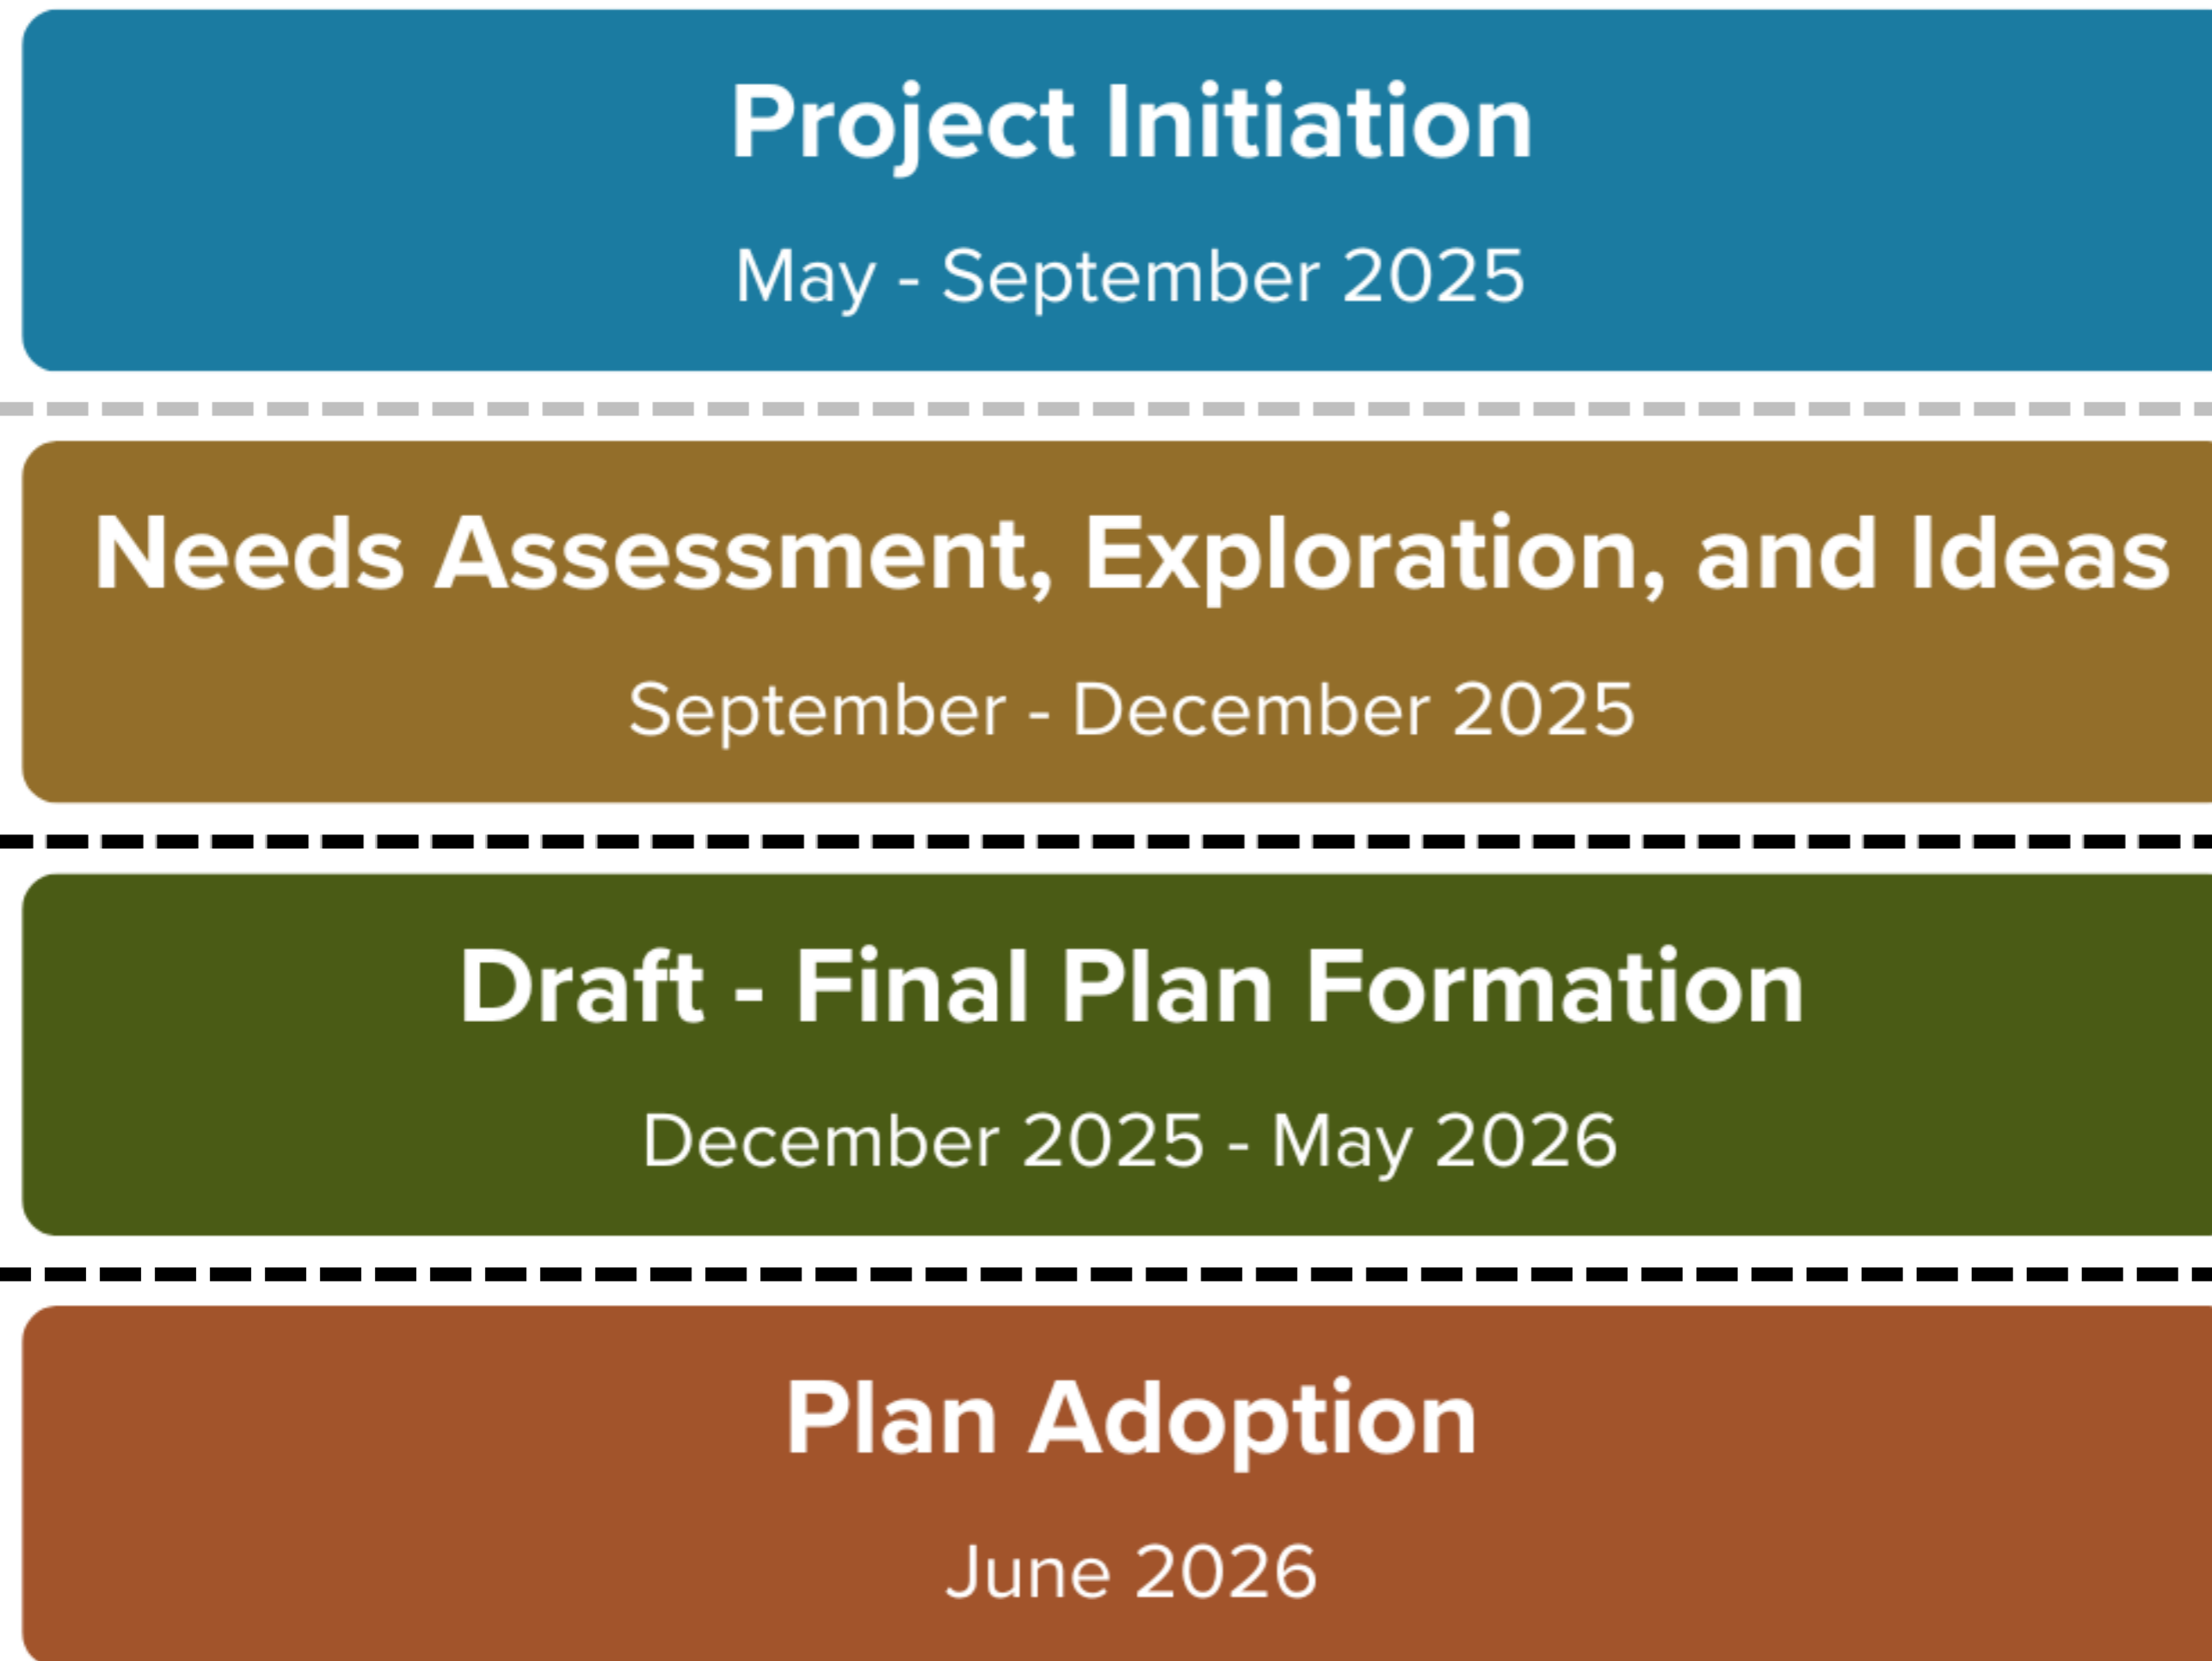 Project Initiation
May - September 2025
Needs Assessment, Exploration, and Ideas
September - December 2025
Draft - Final Plan Formation
December 2025 - May 2026
Plan Adoption
June 2026